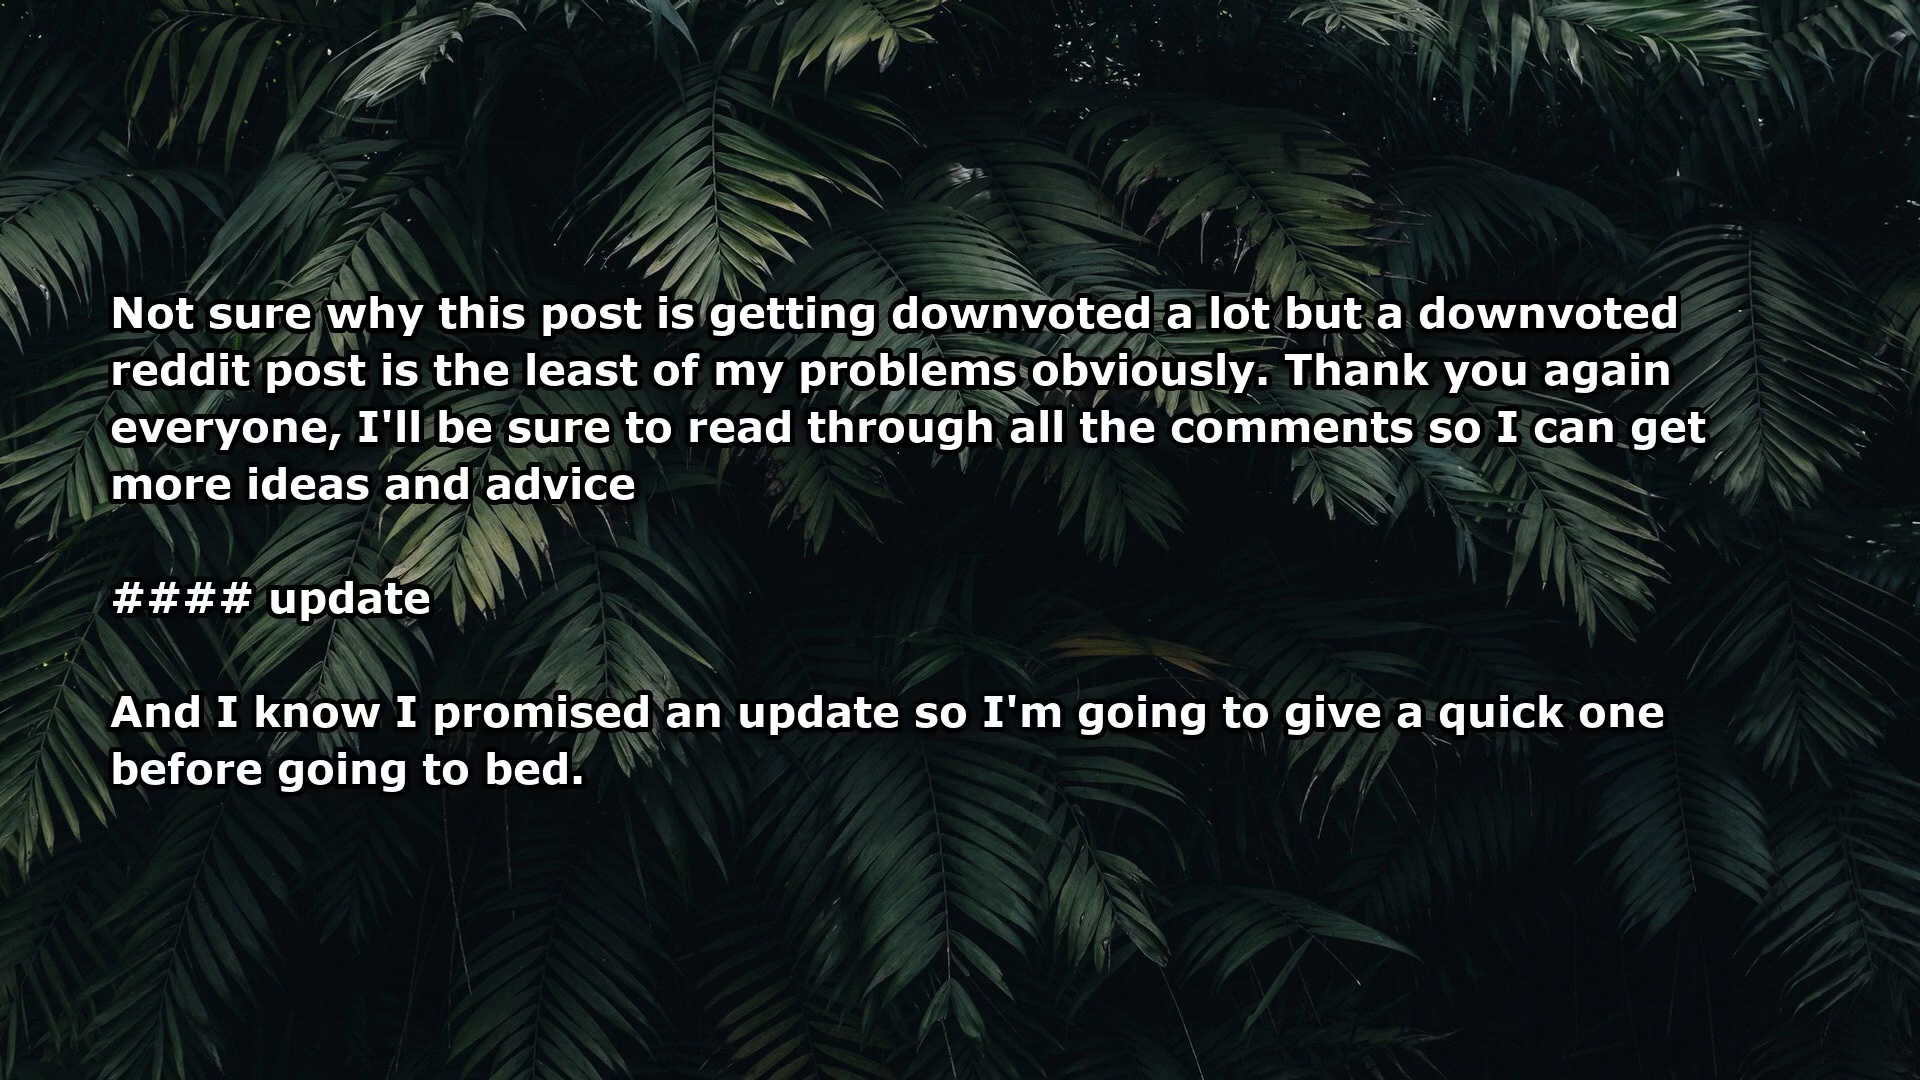 Not sure why this post is getting downvoted a lot but a downvoted
reddit post is the least of my problems obviously. Thank you again
everyone, I'll be sure to read through all the comments so I can get
more ideas and advice
#### update
And I know I promised an update so I'm going to give a quick one
before going to bed.